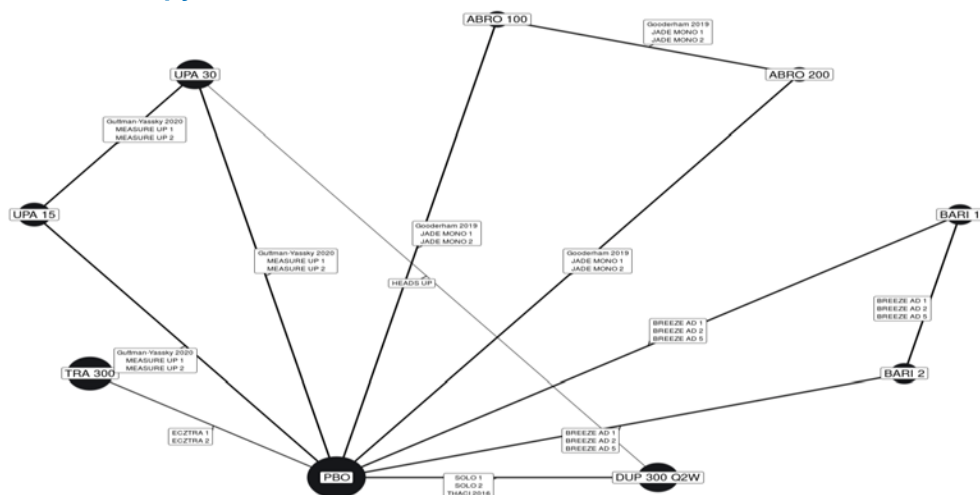 ABRO 100
Gooderham 2019
JADE MONO 1
JADE MONO 2
UPA 30
ABRO 200
Guttman-Yassky 2020
MEASURE UP 1
MEASURE UP 2
UPA 15
BARI 1
Gooderham 2019
JADE MONO 1
JADE MONO 2
Guttman-Yassky 2020
MEASURE UP 1
MEASURE UP 2
Gooderham 2019
JADE MONO 1
JADE MONO 2
HEADS UP
BREEZE AD 1
BREEZE AD 2
BREEZE AD 5
BREEZE AD 1
BREEZE AD 2
BREEZE AD 5
Guttman-Yassky 2020
MEASURE UP 1
MEASURE UP 2
TRA 300
BARI 2
ECZTRA 1
ECZTRA 2
BREEZE AD 1
BREEZE AD 2
BREEZE AD 5
PBO
SOLO 1
SOLO 2
THACI 2016
DUP 300 Q2W